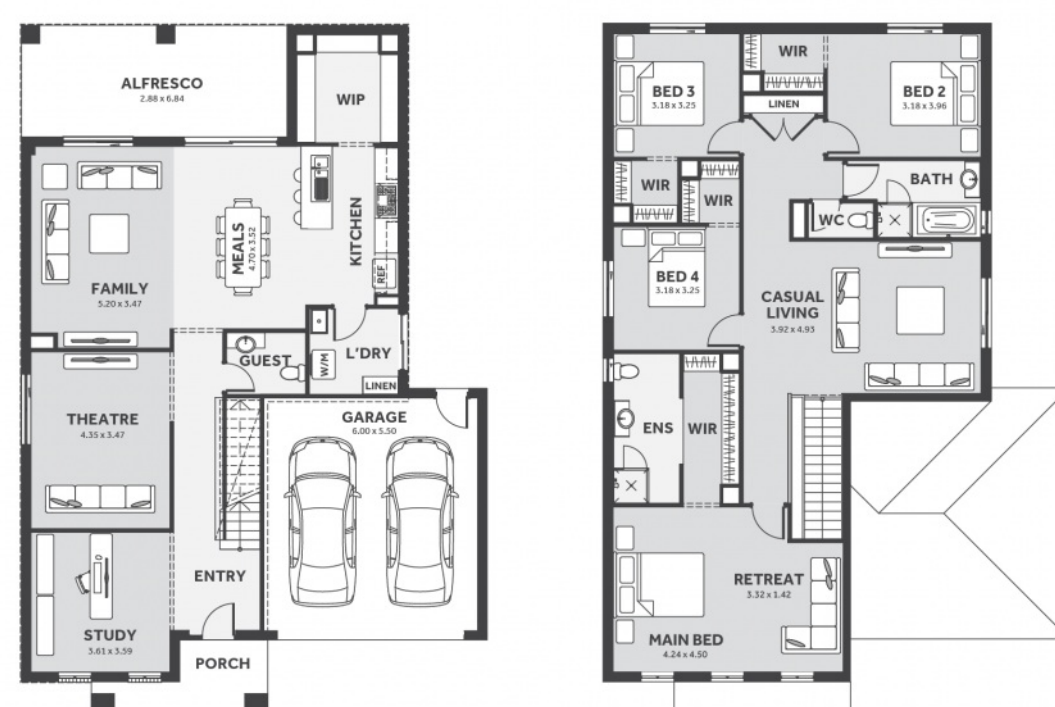 ALFRESCO
2.88 x 6.84
WIP
MEALS
4.70 x 3.52
KITCHEN
REF
FAMILY
5.20 x 3.47
GUEST
W/M
L'DRY
LINEN
THEATRE
4.35 x 3.47
GARAGE
6.00 x 5.50
ENTRY
STUDY
3.61 x 3.59
PORCH
BED 3
3.18 x 3.25
WIR
LINEN
BED 2
3.18 x 3.96
WIR
WIR
BATH
WC
BED 4
3.18 x 3.25
CASUAL
LIVING
3.92 x 4.93
ENS
WIR
RETREAT
3.32 x 1.42
MAIN BED
4.24 x 4.50